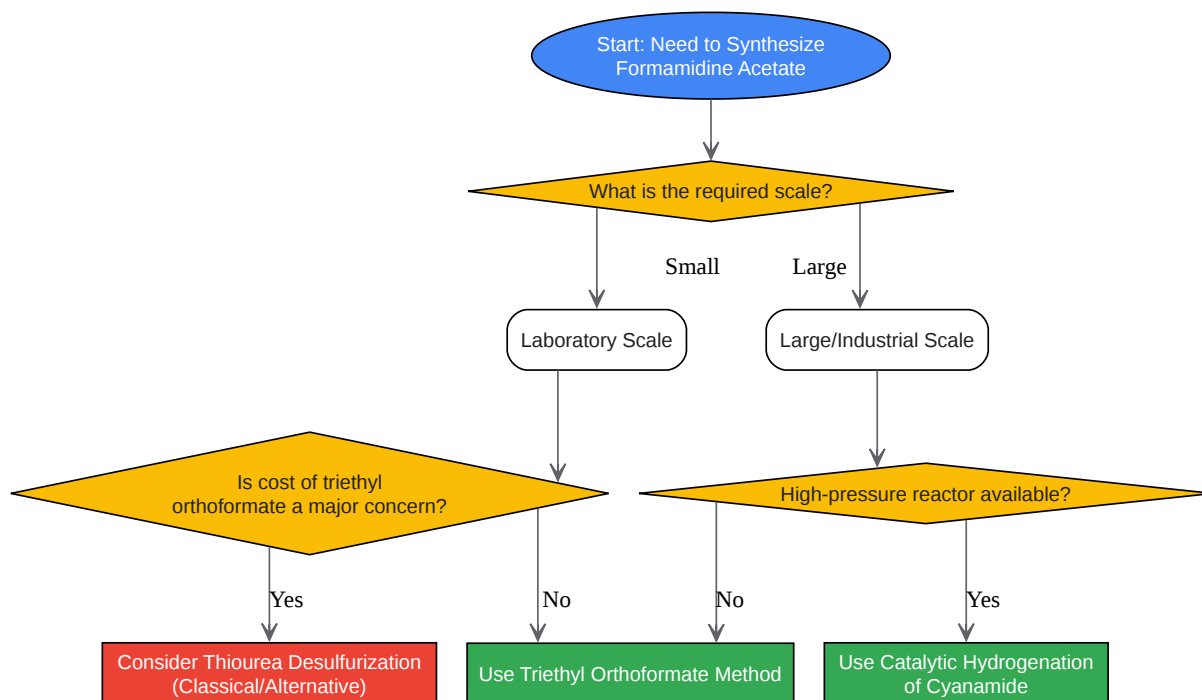 Start: Need to Synthesize
Formamidine Acetate
What is the required scale?
Small
Large
Laboratory Scale
Large/Industrial Scale
Is cost of triethyl
orthoformate a major concern?
High-pressure reactor available?
Yes
No
No
Yes
Consider Thiourea Desulfurization
(Classical/Alternative)
Use Triethyl Orthoformate Method
Use Catalytic Hydrogenation
of Cyanamide